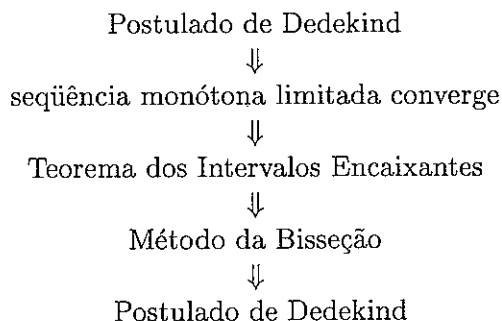 Postulado de Dedekind
⇓
seqüência monótona limitada converge
⇓
Teorema dos Intervalos Encaixantes
⇓
Método da Bisseção
⇓
Postulado de Dedekind